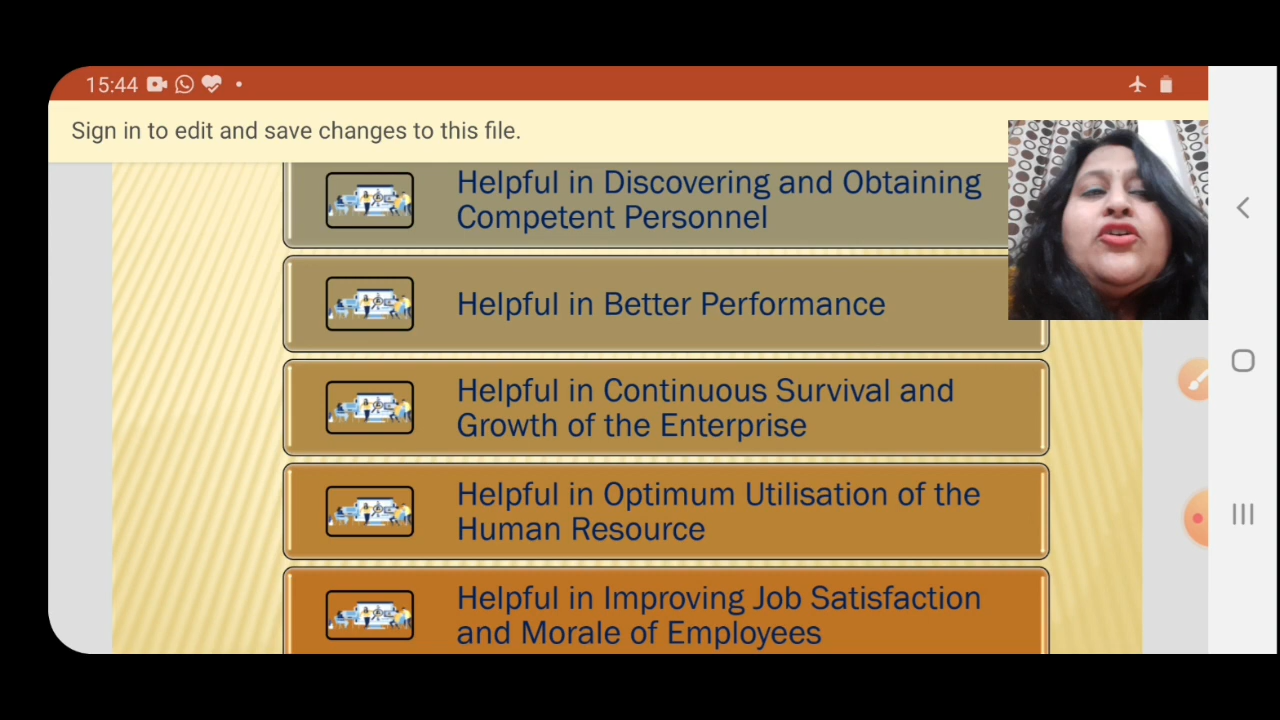 15:44
Sign in to edit and save changes to this file.
Helpful in Discovering and Obtaining
Competent Personnel
Helpful in Better Performance
Helpful in Continuous Survival and
Growth of the Enterprise
Helpful in Optimum Utilisation of the
Human Resource
Helpful in Improving Job Satisfaction
and Morale of Employees